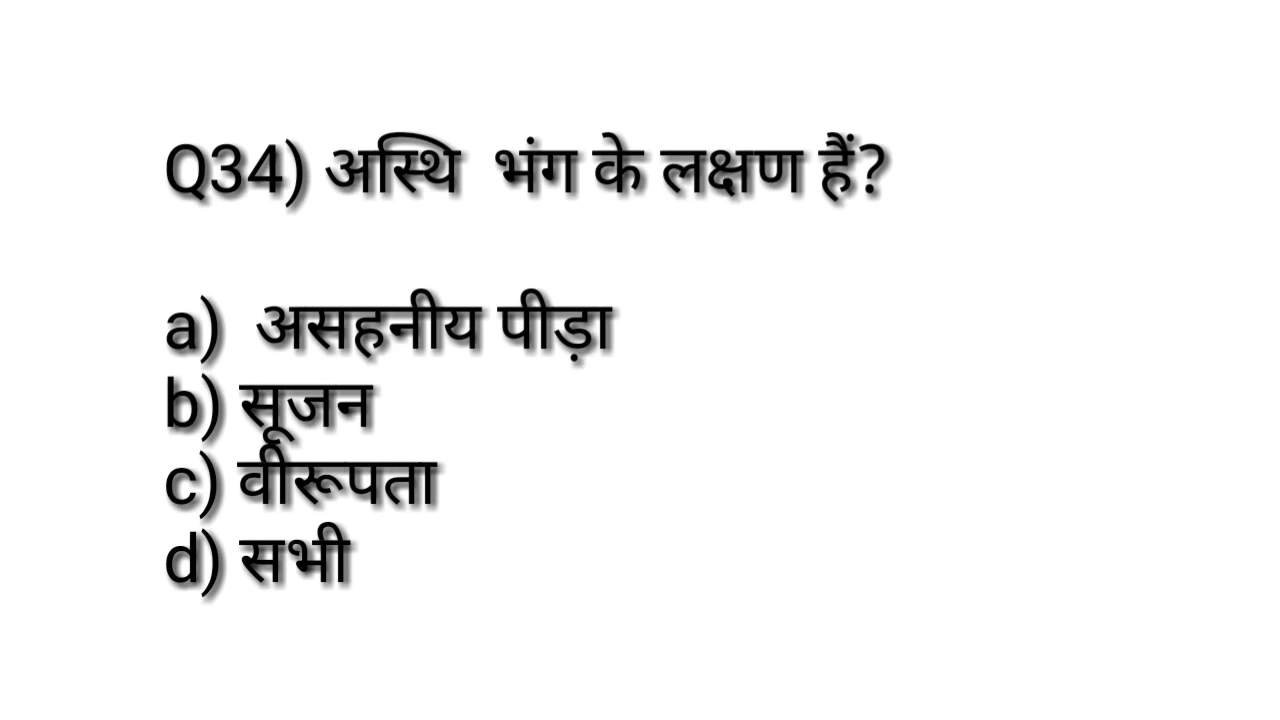 Q34) अस्थि भंग के लक्षण हैं?
a) असहनीय पीड़ा
b) सूजन
c) वीरूपता
d) सभी